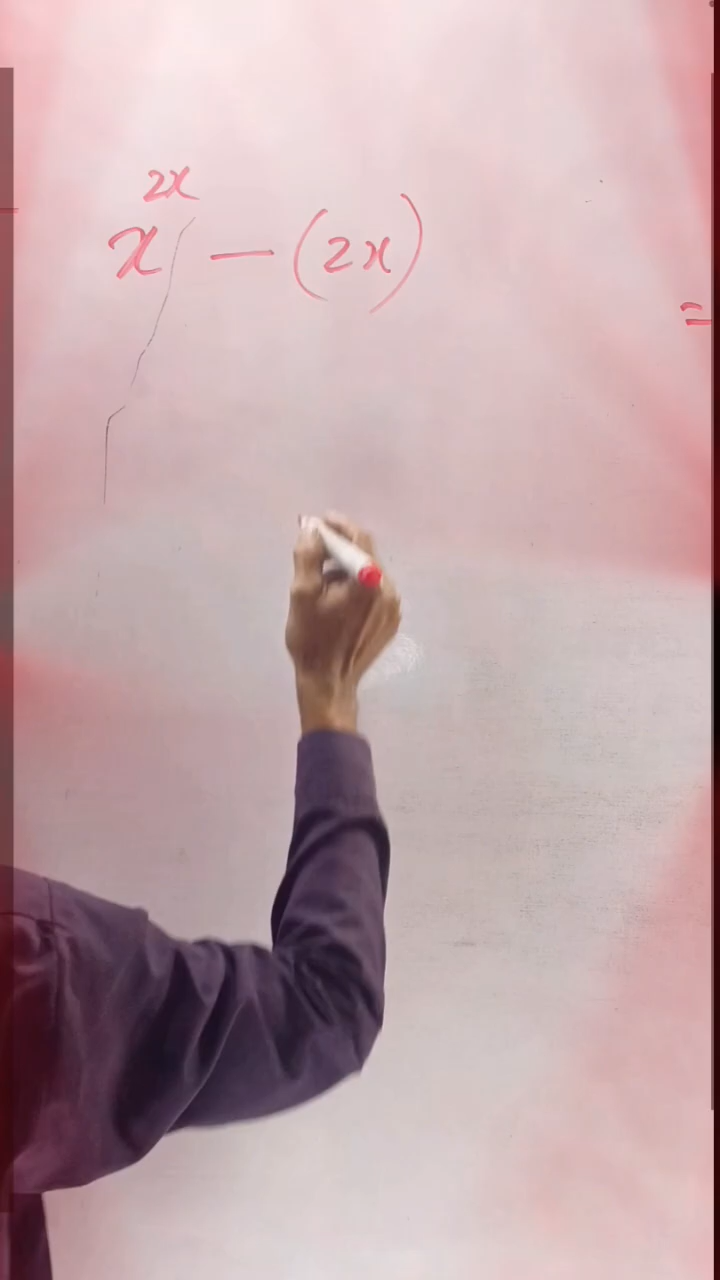 x^{2x} - (2x) =